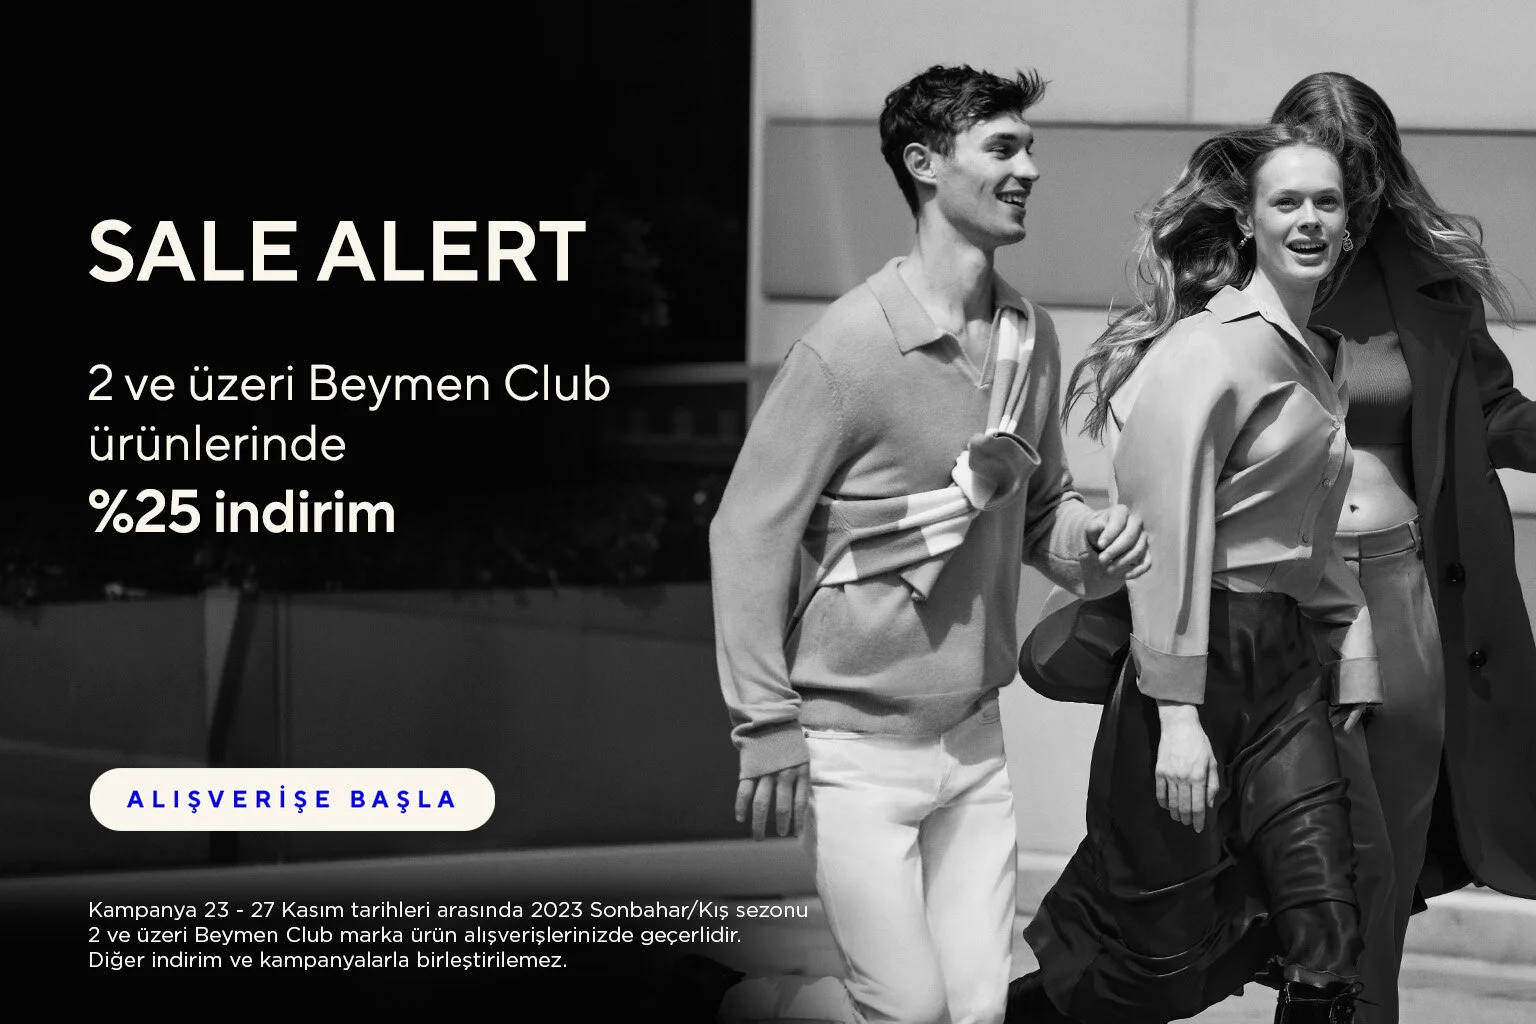 SALE ALERT
2 ve üzeri Beymen Club
ürünlerinde
%25 indirim
ALIŞVERİŞE BAŞLA
Kampanya 23 - 27 Kasım tarihleri arasında 2023 Sonbahar/Kış sezonu
2 ve üzeri Beymen Club marka ürün alışverişlerinizde geçerlidir.
Diğer indirim ve kampanyalarla birleştirilemez.